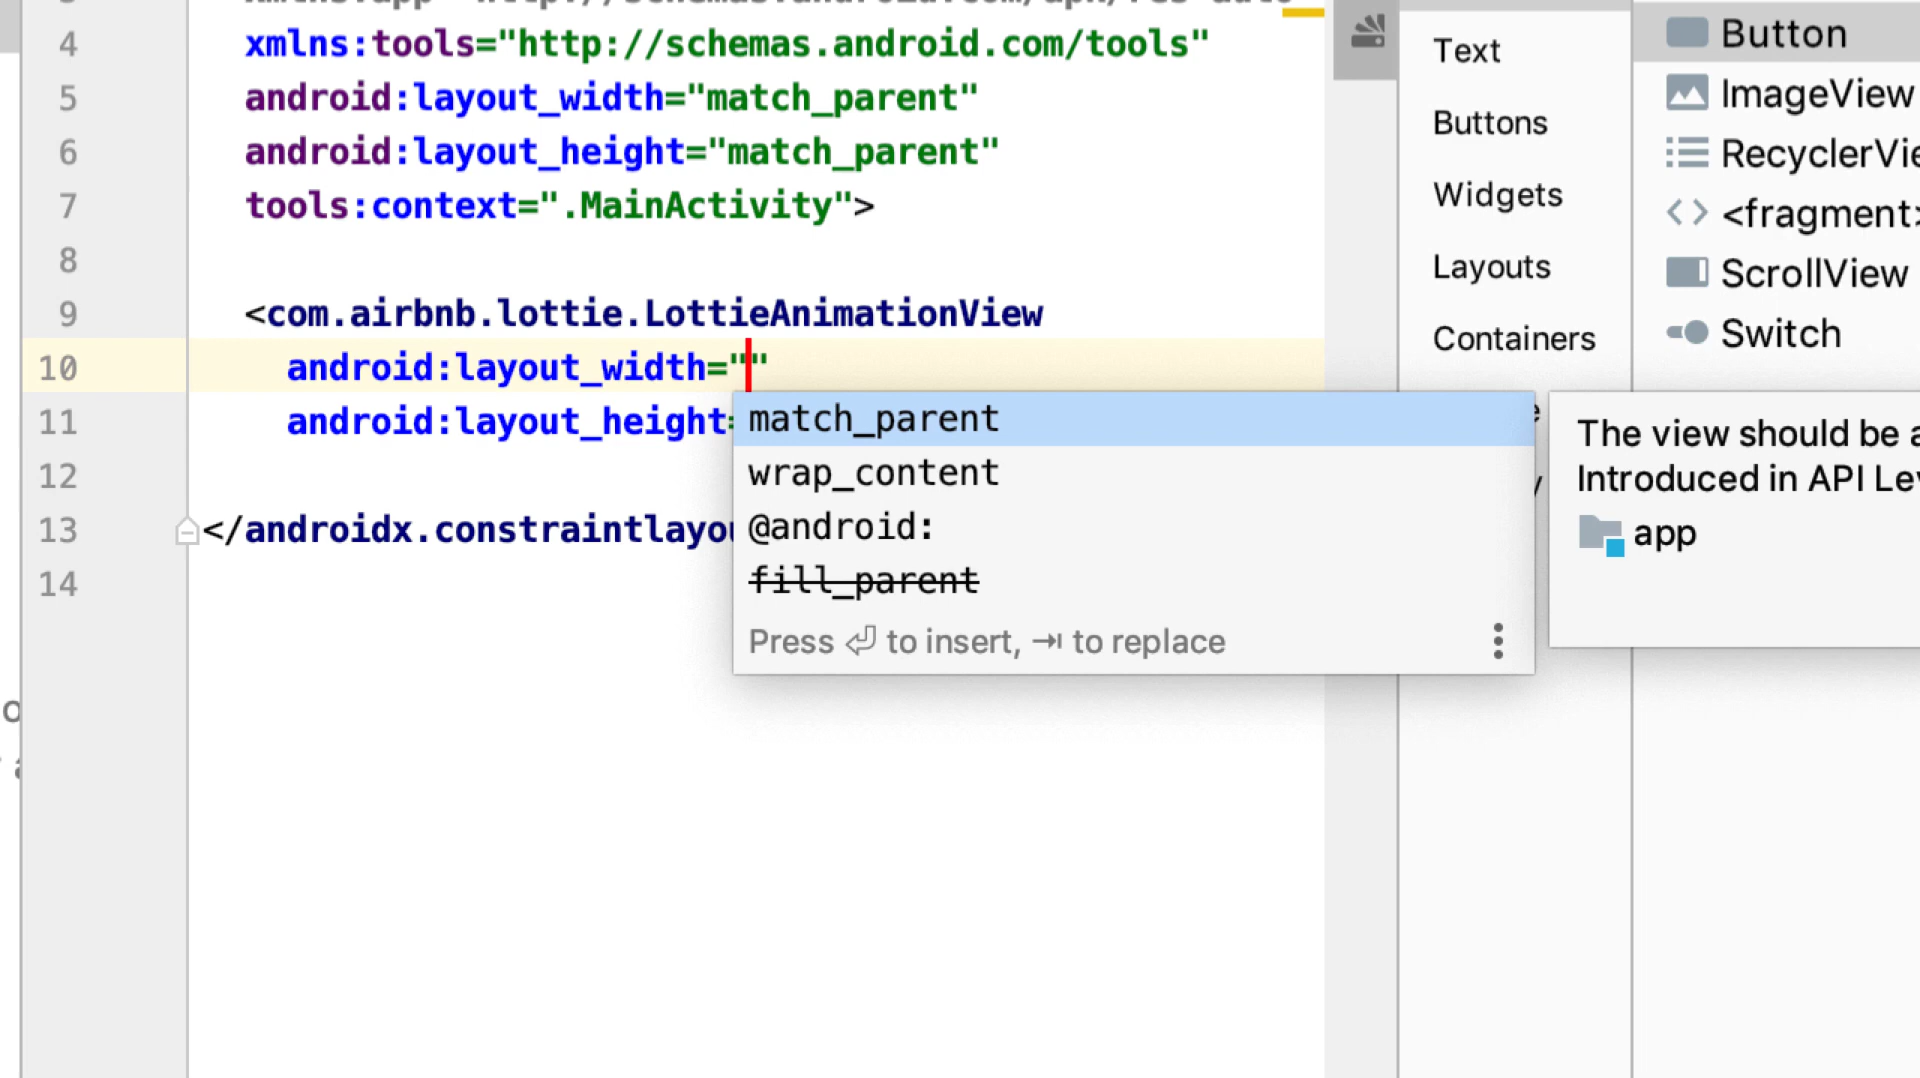 4 xmlns:tools="http://schemas.android.com/tools"
5 android:layout_width="match_parent"
6 android:layout_height="match_parent"
7 tools:context=".MainActivity">
8
9 <com.airbnb.lottie.LottieAnimationView
10 android:layout_width=""
11 android:layout_height=
12
13 </androidx.constraintlayou
14
match_parent
wrap_content
@android:
fill_parent
Press ⏎ to insert, ⇥ to replace
The view should be a
Introduced in API Lev
app
Text
Buttons
Widgets
Layouts
Containers
Button
ImageView
RecyclerVie
<fragment>
ScrollView
Switch